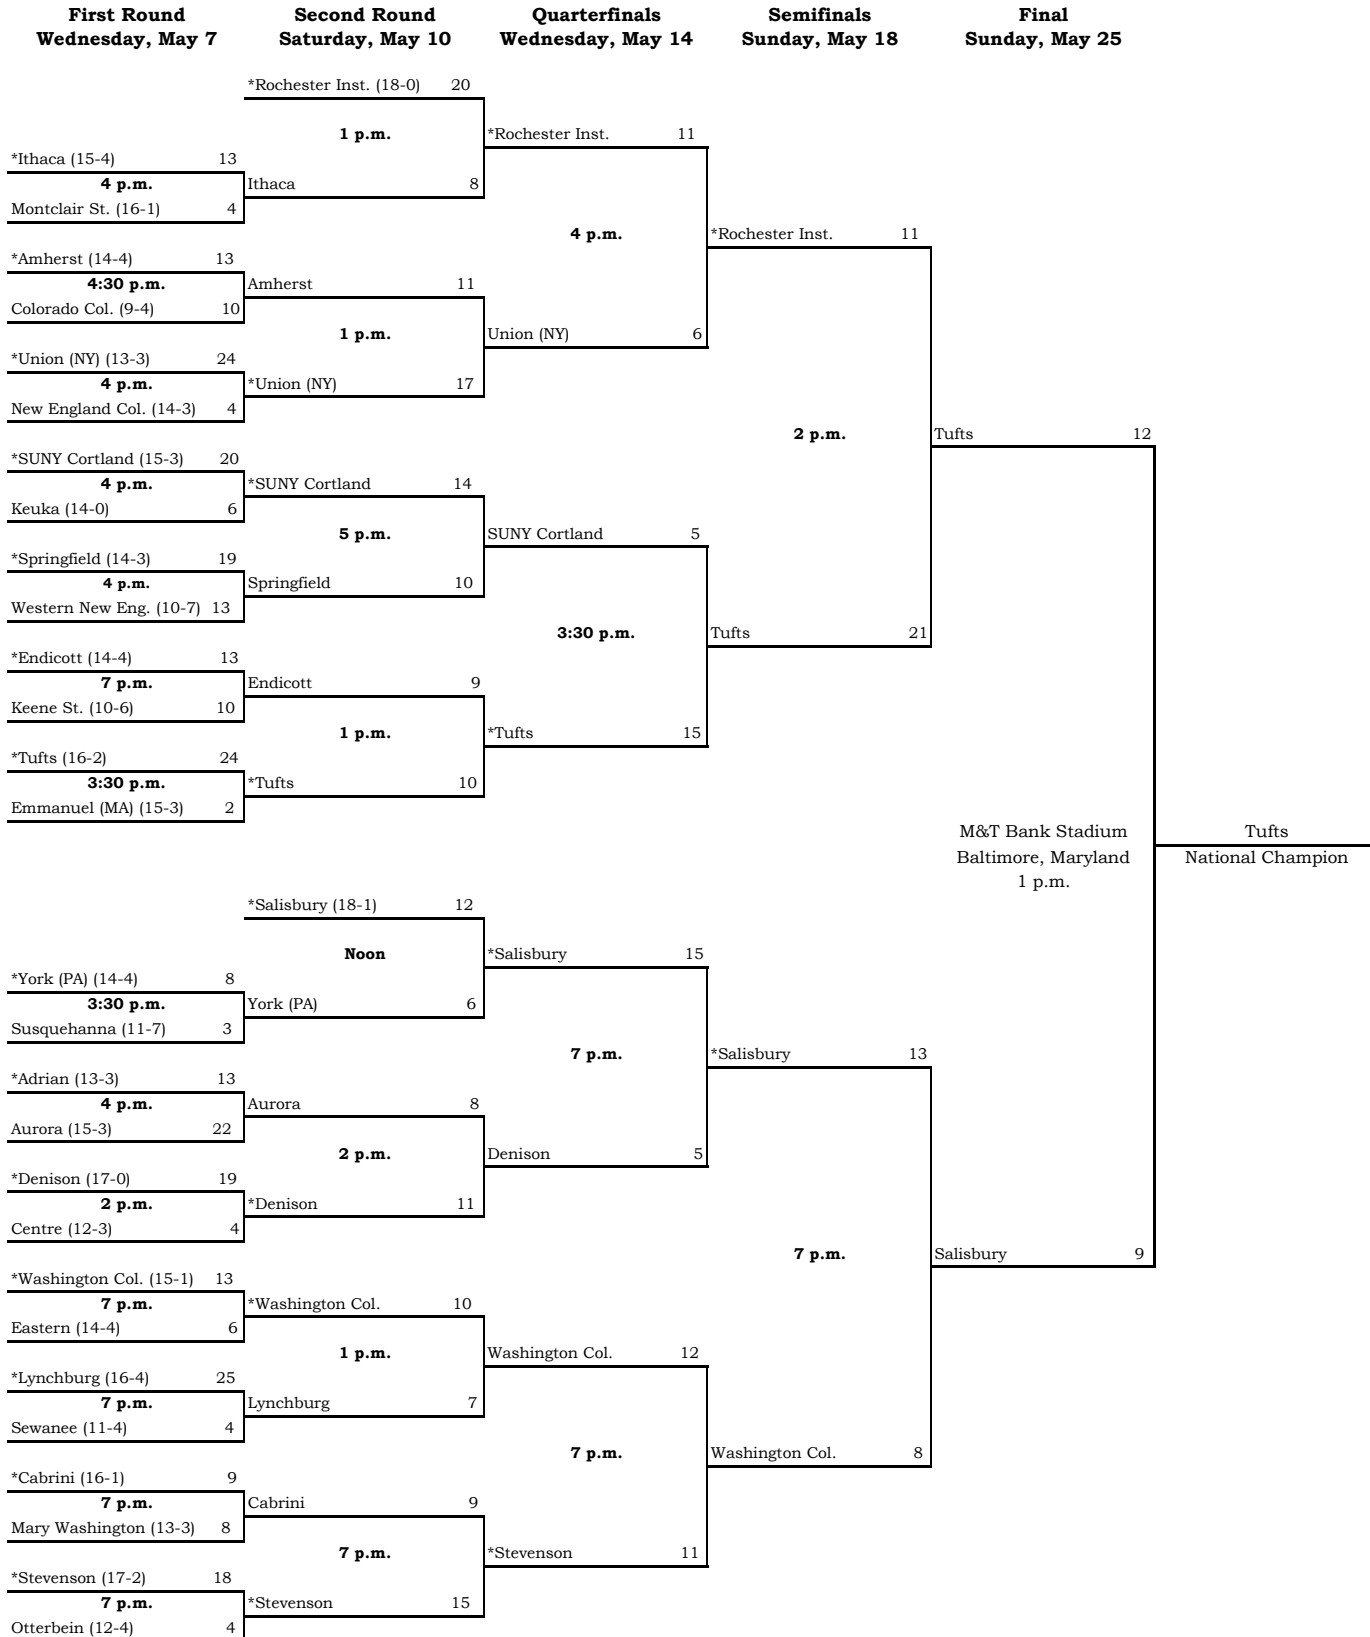 First Round
Wednesday, May 7
Second Round
Saturday, May 10
Quarterfinals
Wednesday, May 14
Semifinals
Sunday, May 18
Final
Sunday, May 25
*Rochester Inst. (18-0) 20
1 p.m.
*Rochester Inst. 11
*Ithaca (15-4) 13
4 p.m.
Ithaca 8
Montclair St. (16-1) 4
4 p.m.
*Rochester Inst. 11
*Amherst (14-4) 13
4:30 p.m.
Amherst 11
Colorado Col. (9-4) 10
1 p.m.
Union (NY) 6
*Union (NY) (13-3) 24
4 p.m.
*Union (NY) 17
New England Col. (14-3) 4
2 p.m.
Tufts 12
*SUNY Cortland (15-3) 20
4 p.m.
*SUNY Cortland 14
Keuka (14-0) 6
5 p.m.
SUNY Cortland 5
*Springfield (14-3) 19
4 p.m.
Springfield 10
Western New Eng. (10-7) 13
3:30 p.m.
Tufts 21
*Endicott (14-4) 13
7 p.m.
Endicott 9
Keene St. (10-6) 10
1 p.m.
*Tufts 15
*Tufts (16-2) 24
3:30 p.m.
*Tufts 10
Emmanuel (MA) (15-3) 2
M&T Bank Stadium
Baltimore, Maryland
1 p.m.
Tufts
National Champion
*Salisbury (18-1) 12
Noon
*Salisbury 15
*York (PA) (14-4) 8
3:30 p.m.
York (PA) 6
Susquehanna (11-7) 3
7 p.m.
*Salisbury 13
*Adrian (13-3) 13
4 p.m.
Aurora 8
Aurora (15-3) 22
2 p.m.
Denison 5
*Denison (17-0) 19
2 p.m.
*Denison 11
Centre (12-3) 4
7 p.m.
Salisbury 9
*Washington Col. (15-1) 13
7 p.m.
*Washington Col. 10
Eastern (14-4) 6
1 p.m.
Washington Col. 12
*Lynchburg (16-4) 25
7 p.m.
Lynchburg 7
Sewanee (11-4) 4
7 p.m.
Washington Col. 8
*Cabrini (16-1) 9
7 p.m.
Cabrini 9
Mary Washington (13-3) 8
7 p.m.
*Stevenson 11
*Stevenson (17-2) 18
7 p.m.
*Stevenson 15
Otterbein (12-4) 4